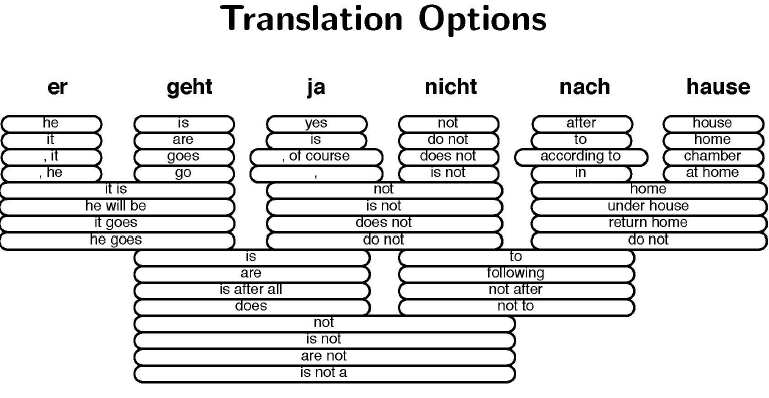 Translation Options
er geht ja nicht nach hause
he is yes not after house
it are is do not to home
, it goes , of course does not according to chamber
, he go , is not in at home
it is not home
he will be is not under house
it goes does not return home
he goes do not do not
is to
are following
is after all not after
does not to
not
is not
are not
is not a